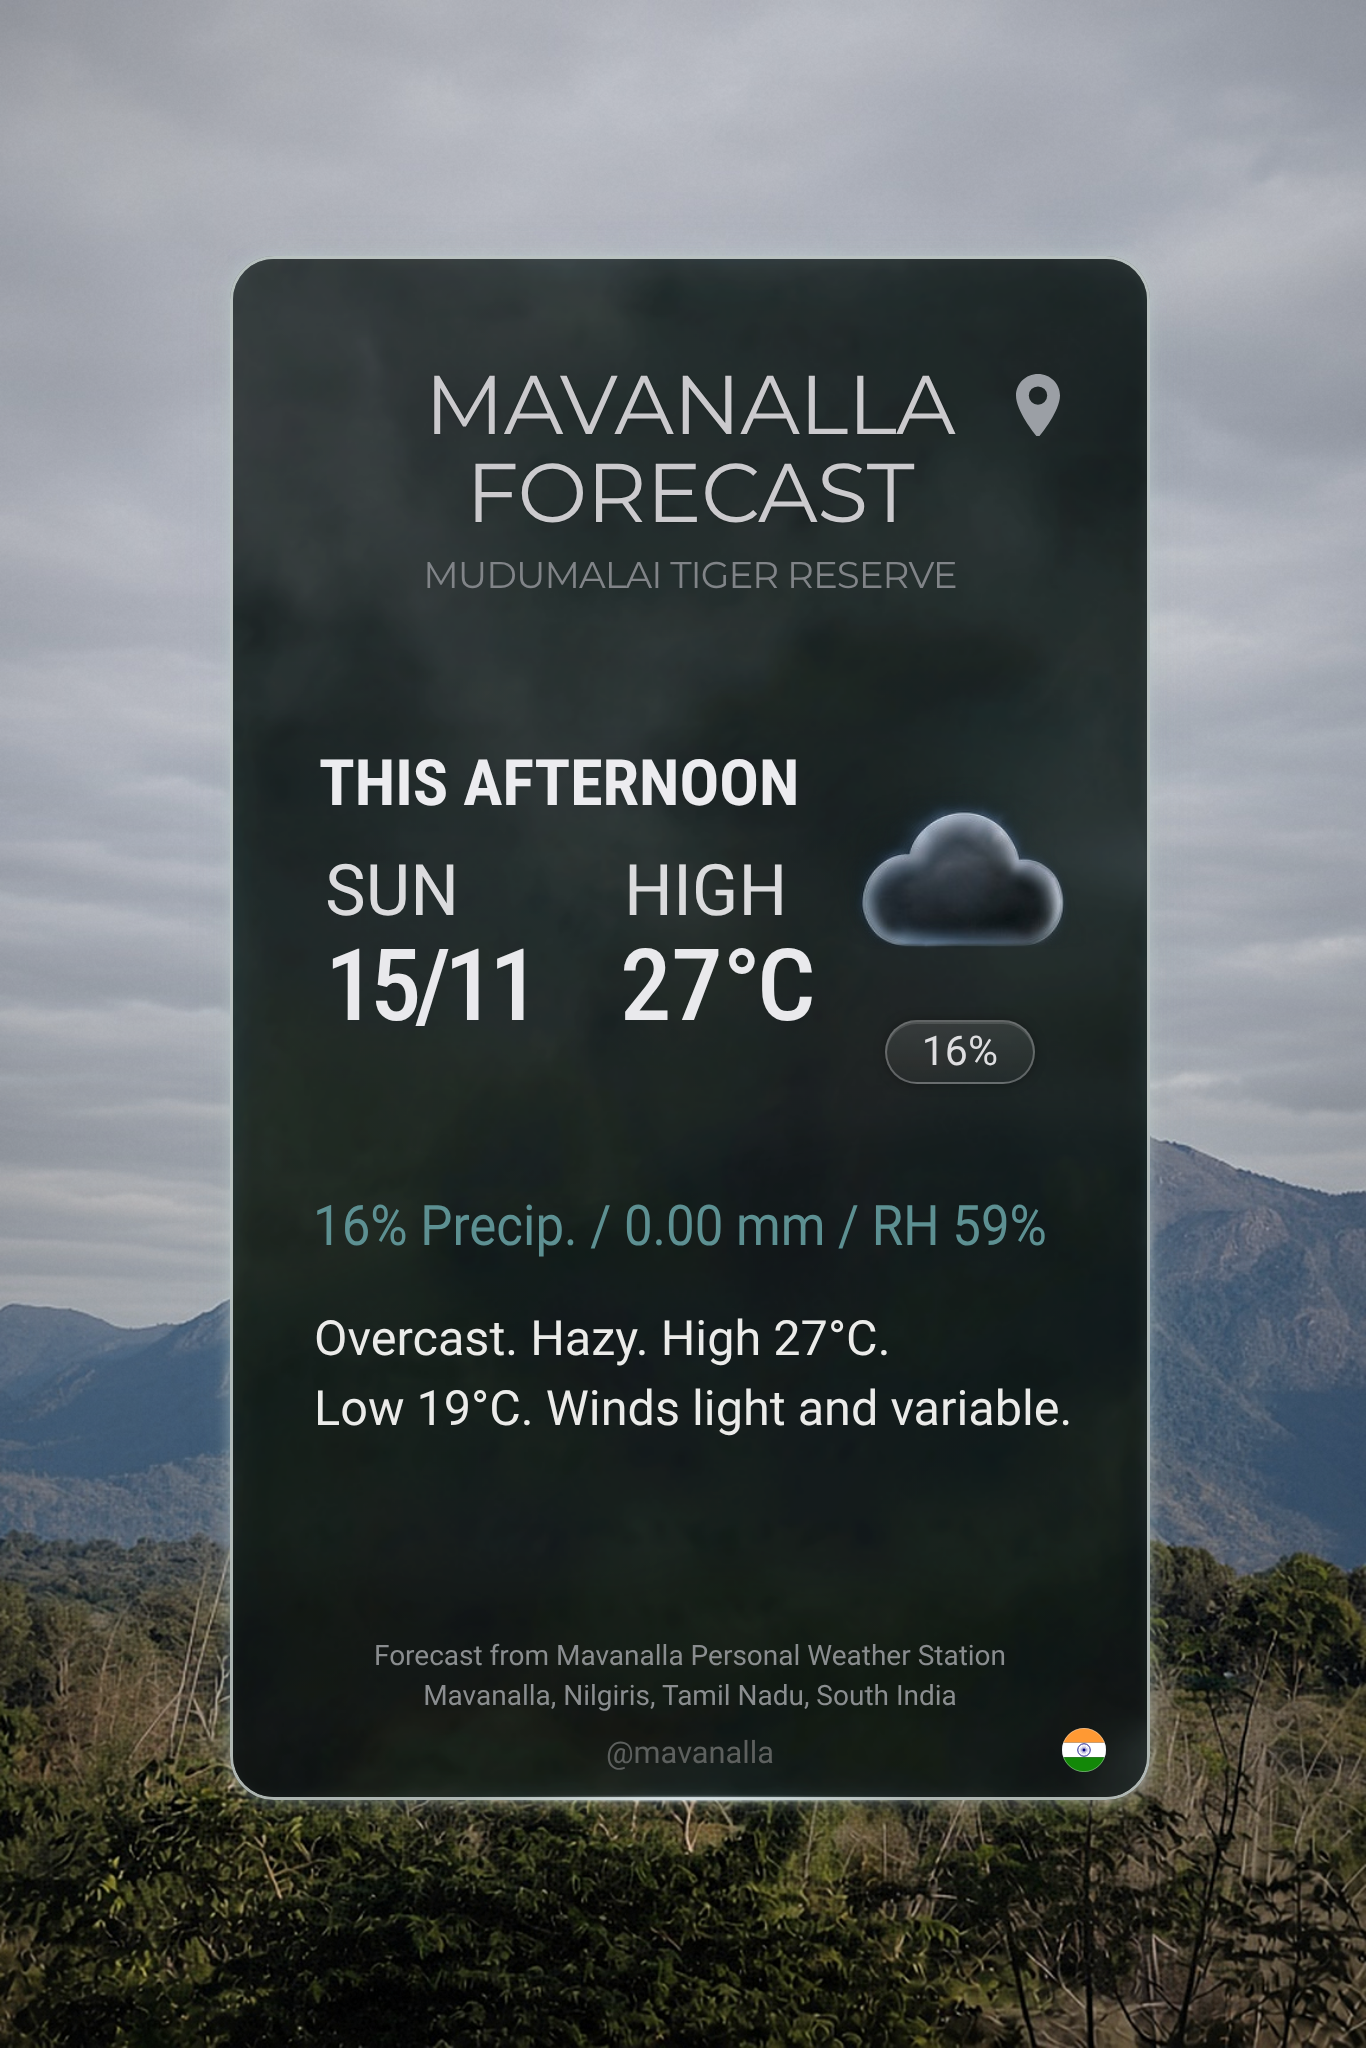 MAVANALLA
FORECAST
MUDUMALAI TIGER RESERVE
THIS AFTERNOON
SUN HIGH
15/11 27°C
16%
16% Precip. / 0.00 mm / RH 59%
Overcast. Hazy. High 27°C.
Low 19°C. Winds light and variable.
Forecast from Mavanalla Personal Weather Station
Mavanalla, Nilgiris, Tamil Nadu, South India
@mavanalla